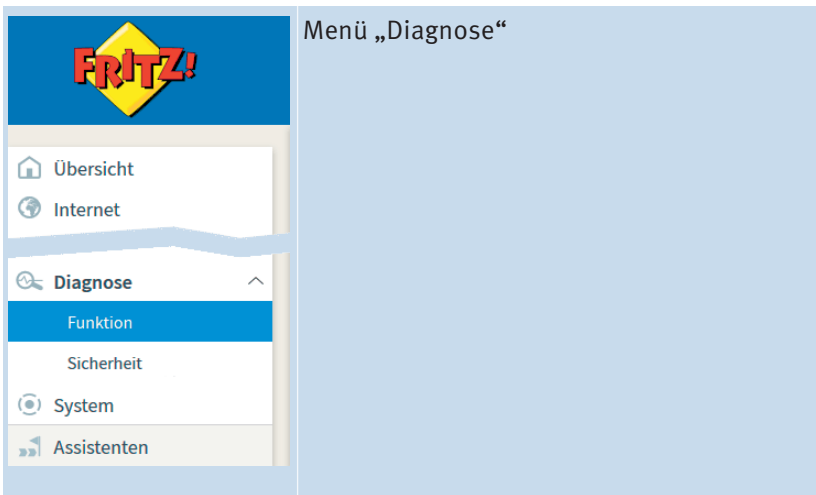 FRITZ!
Menü „Diagnose“
Übersicht
Internet
Diagnose
Funktion
Sicherheit
System
Assistenten